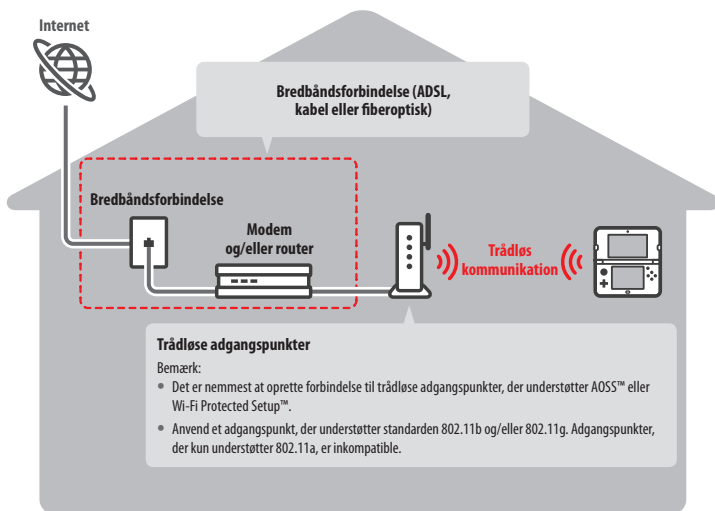 Internet
Bredbåndsforbindelse (ADSL,
kabel eller fiberoptisk)
Bredbåndsforbindelse
Modem
og/eller router
Trådløs
kommunikation
Trådløse adgangspunkter
Bemærk:
• Det er nemmest at oprette forbindelse til trådløse adgangspunkter, der understøtter AOSS™ eller
Wi-Fi Protected Setup™.
• Anvend et adgangspunkt, der understøtter standarden 802.11b og/eller 802.11g. Adgangspunkter,
der kun understøtter 802.11a, er inkompatible.